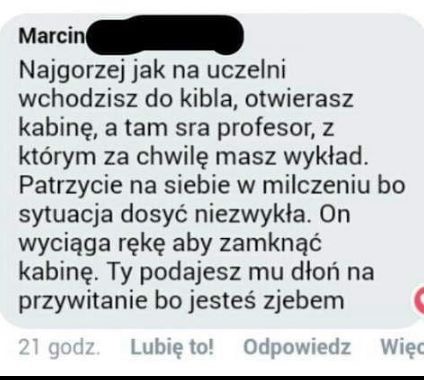 Marcin
Najgorzej jak na uczelni
wchodzisz do kibla, otwierasz
kabinę, a tam sra profesor, z
którym za chwilę masz wykład.
Patrzycie na siebie w milczeniu bo
sytuacja dosyć niezwykła. On
wyciąga rękę aby zamknąć
kabinę. Ty podajesz mu dłoń na
przywitanie bo jesteś zjebem
21 godz. Lubię to! Odpowiedz Więc